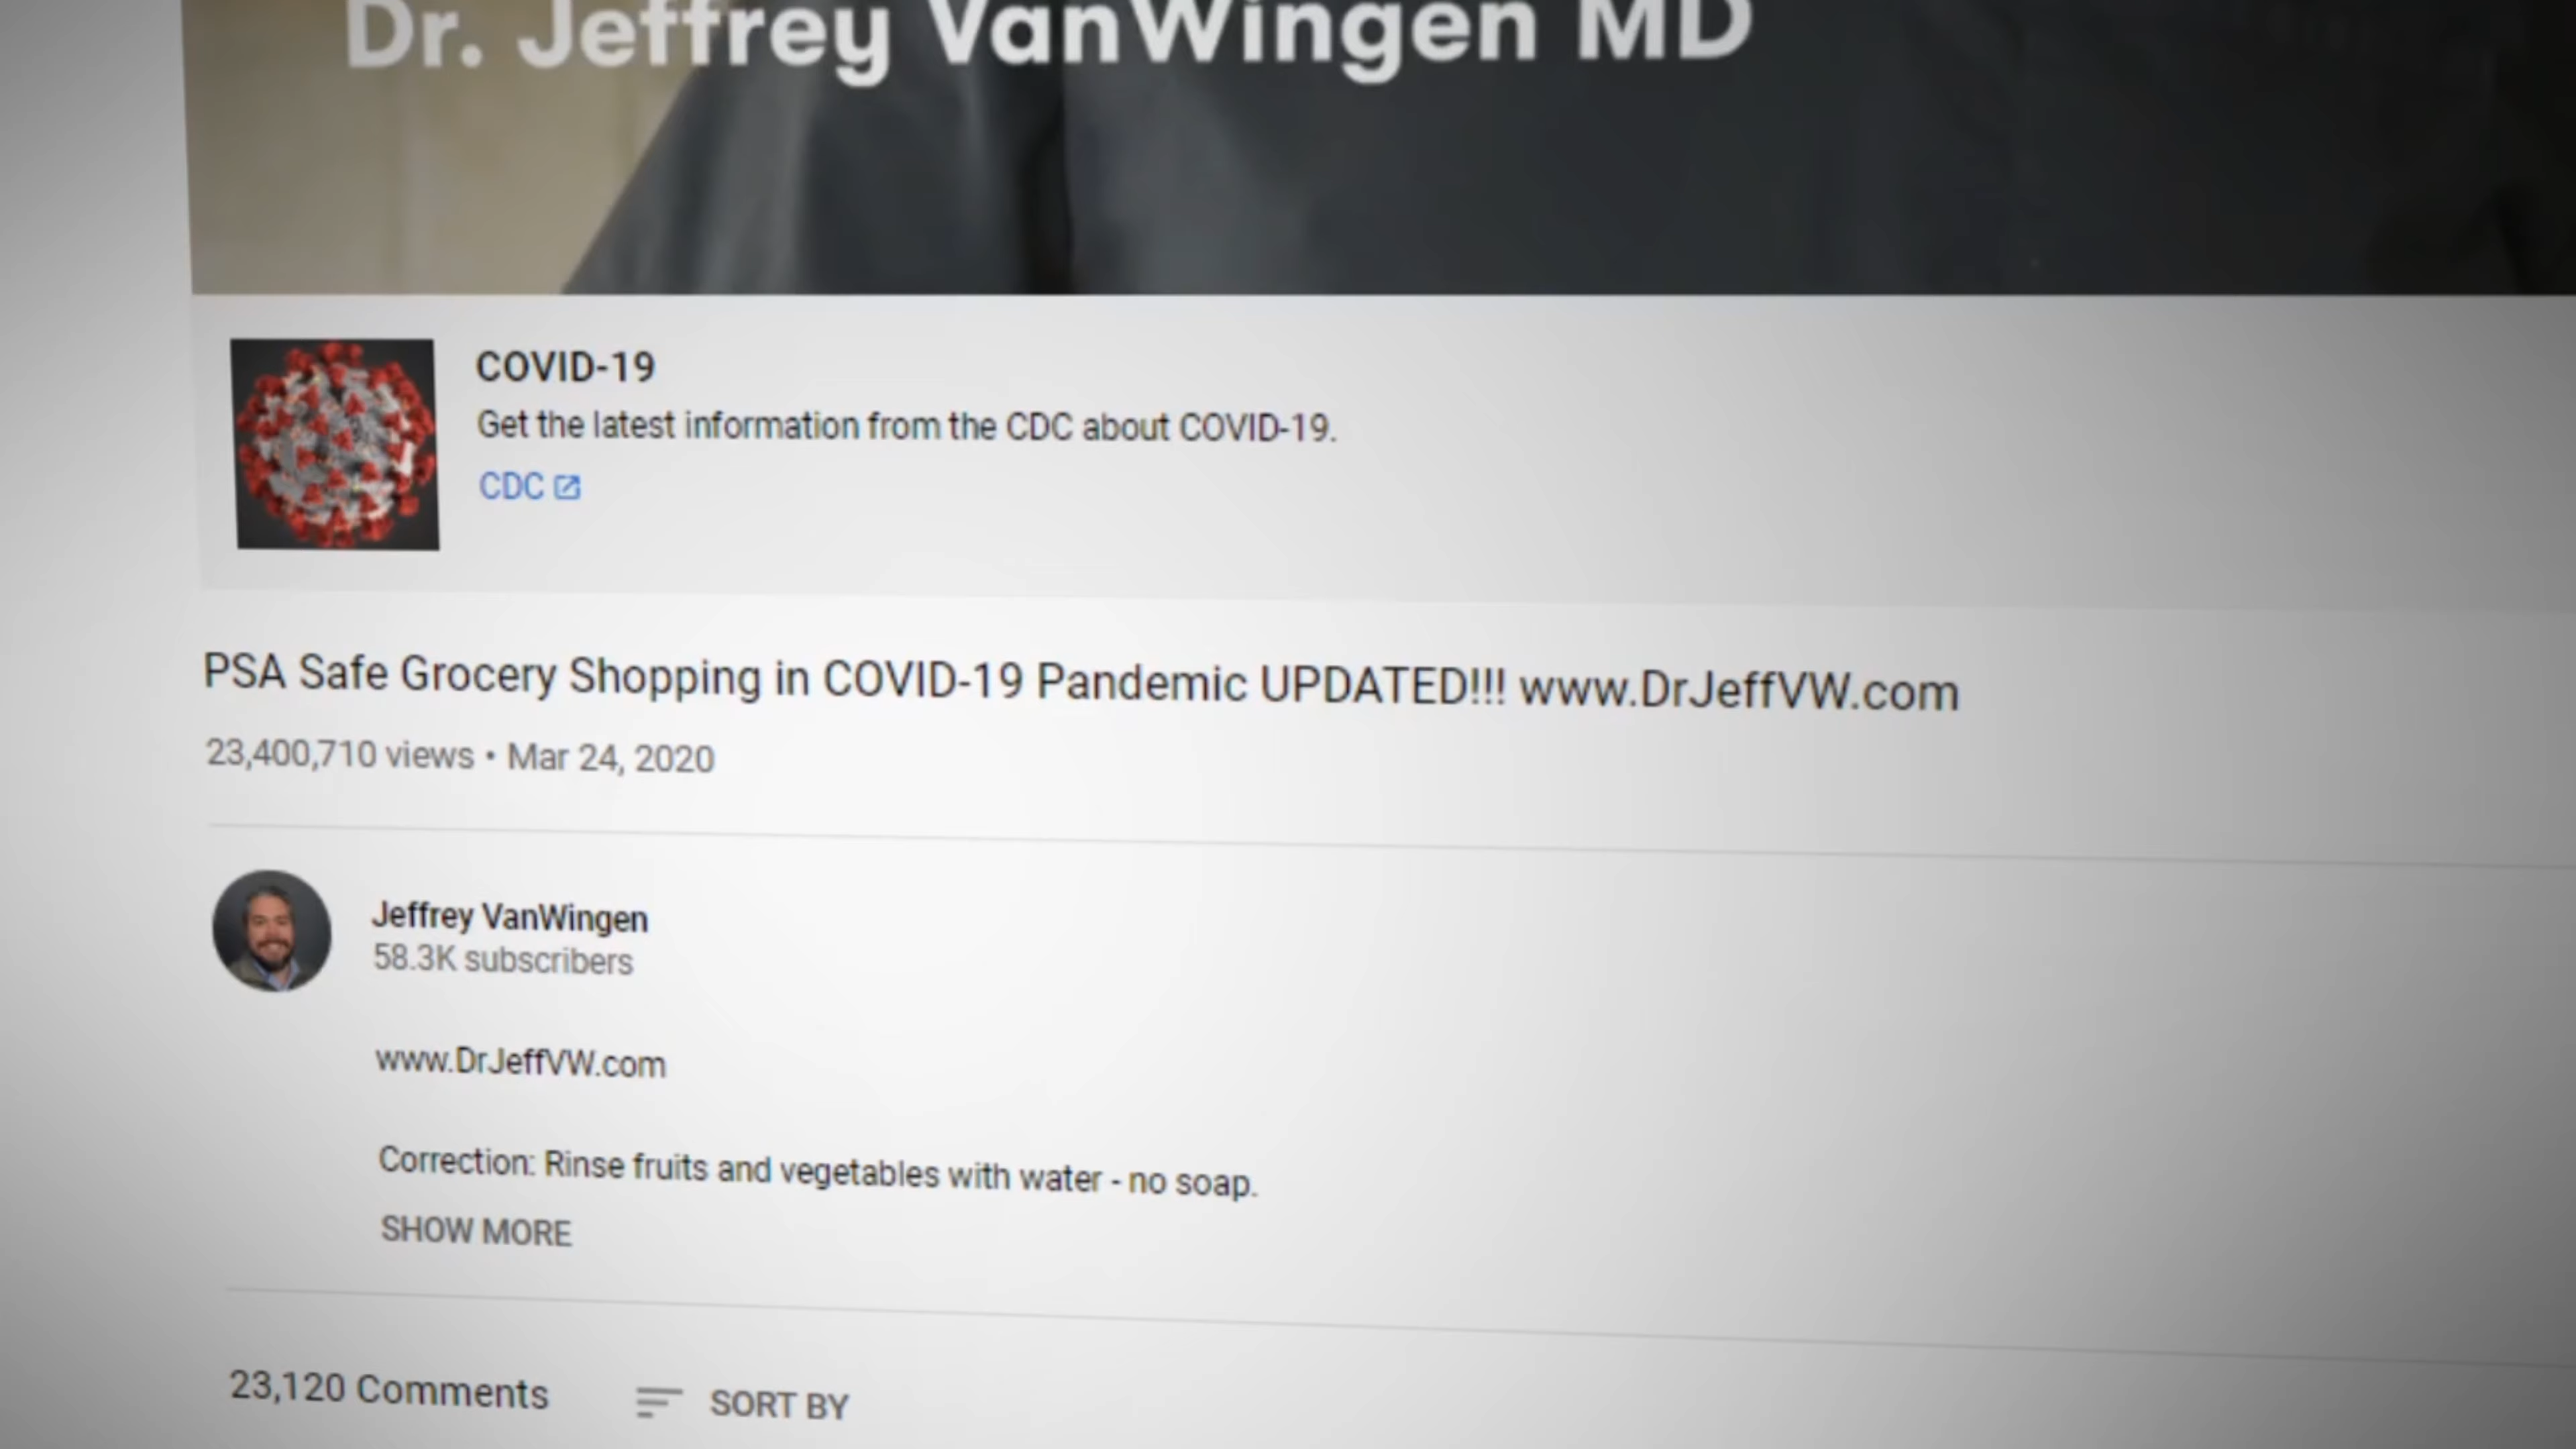 Dr. Jeffrey VanWingen MD
COVID-19
Get the latest information from the CDC about COVID-19.
CDC
PSA Safe Grocery Shopping in COVID-19 Pandemic UPDATED!!! www.DrJeffVW.com
23,400,710 views • Mar 24, 2020
Jeffrey VanWingen
58.3K subscribers
www.DrJeffVW.com
Correction: Rinse fruits and vegetables with water - no soap.
SHOW MORE
23,120 Comments
SORT BY